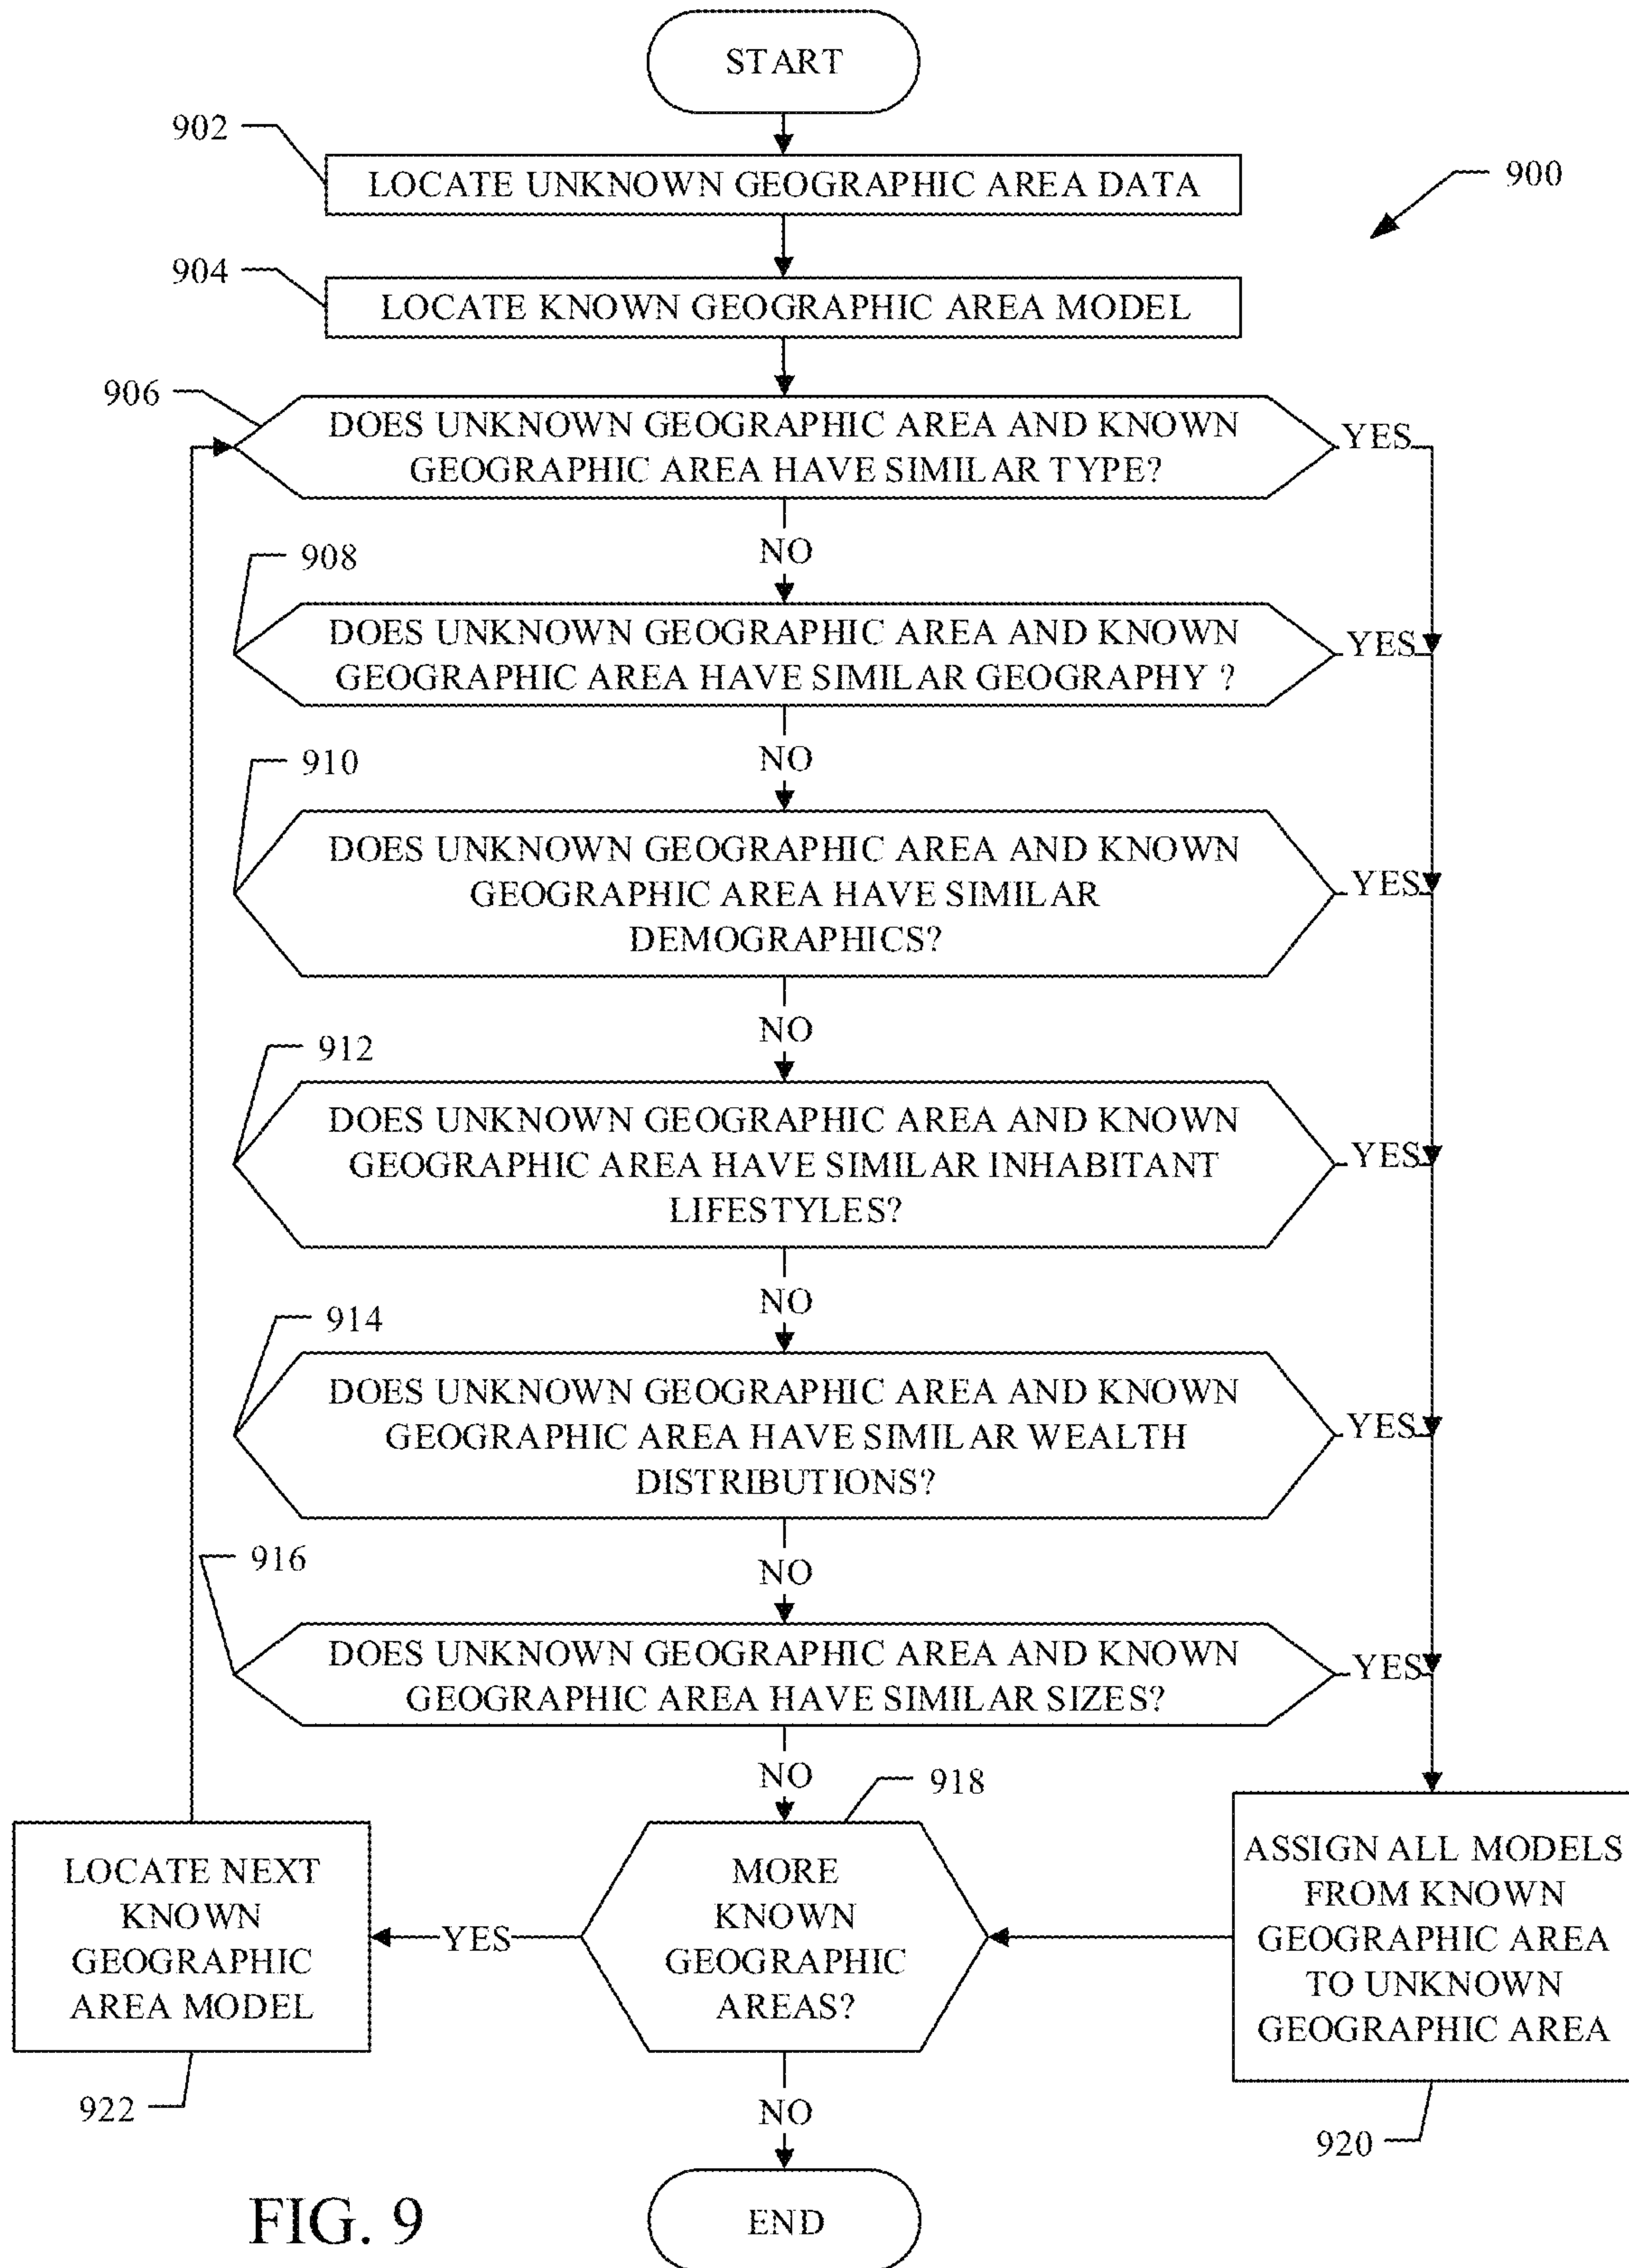 START
902
LOCATE UNKNOWN GEOGRAPHIC AREA DATA
900
904
LOCATE KNOWN GEOGRAPHIC AREA MODEL
906
DOES UNKNOWN GEOGRAPHIC AREA AND KNOWN
GEOGRAPHIC AREA HAVE SIMILAR TYPE?
YES
NO
908
DOES UNKNOWN GEOGRAPHIC AREA AND KNOWN
GEOGRAPHIC AREA HAVE SIMILAR GEOGRAPHY ?
YES
NO
910
DOES UNKNOWN GEOGRAPHIC AREA AND KNOWN
GEOGRAPHIC AREA HAVE SIMILAR
DEMOGRAPHICS?
YES
NO
912
DOES UNKNOWN GEOGRAPHIC AREA AND KNOWN
GEOGRAPHIC AREA HAVE SIMILAR INHABITANT
LIFESTYLES?
YES
NO
914
DOES UNKNOWN GEOGRAPHIC AREA AND KNOWN
GEOGRAPHIC AREA HAVE SIMILAR WEALTH
DISTRIBUTIONS?
YES
NO
916
DOES UNKNOWN GEOGRAPHIC AREA AND KNOWN
GEOGRAPHIC AREA HAVE SIMILAR SIZES?
YES
NO
918
LOCATE NEXT
KNOWN
GEOGRAPHIC
AREA MODEL
YES
MORE
KNOWN
GEOGRAPHIC
AREAS?
ASSIGN ALL MODELS
FROM KNOWN
GEOGRAPHIC AREA
TO UNKNOWN
GEOGRAPHIC AREA
922
NO
920
END
FIG. 9